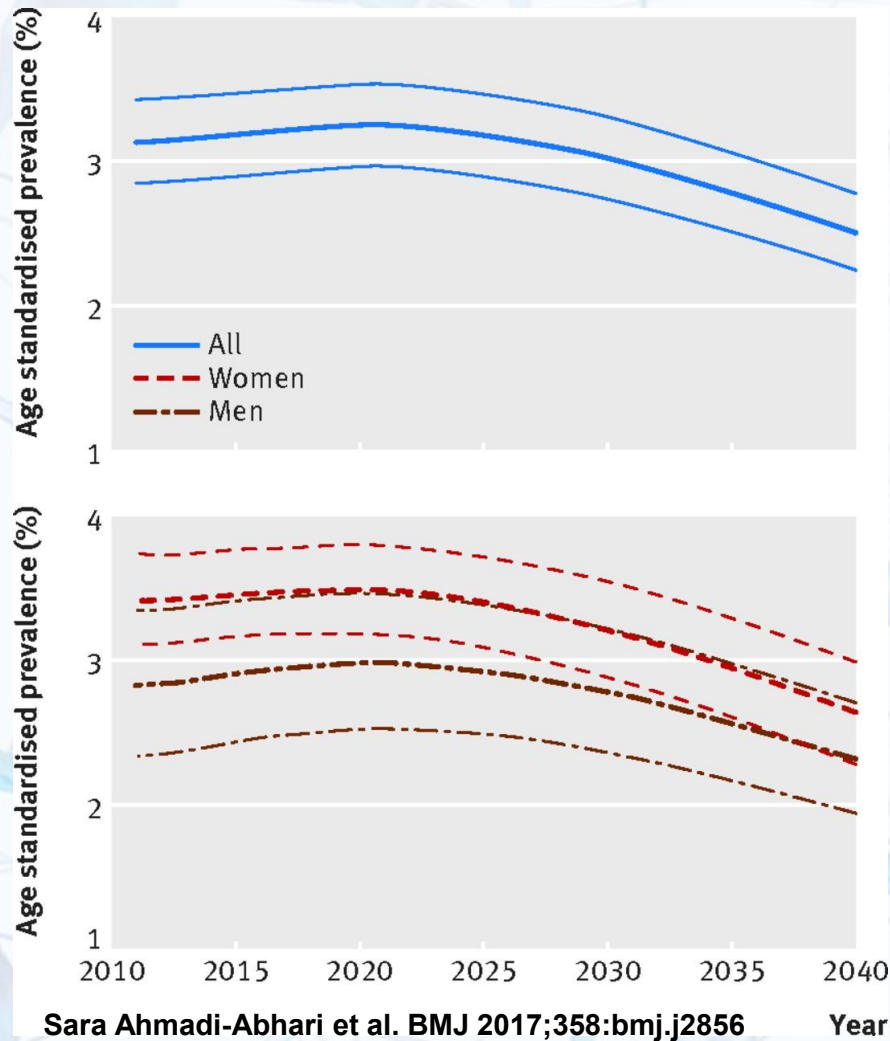 Age standardised prevalence (%)
4
3
2
1
All
Women
Men
Age standardised prevalence (%)
4
3
2
1
2010 2015 2020 2025 2030 2035 2040
Sara Ahmadi-Abhari et al. BMJ 2017;358:bmj.j2856 Year